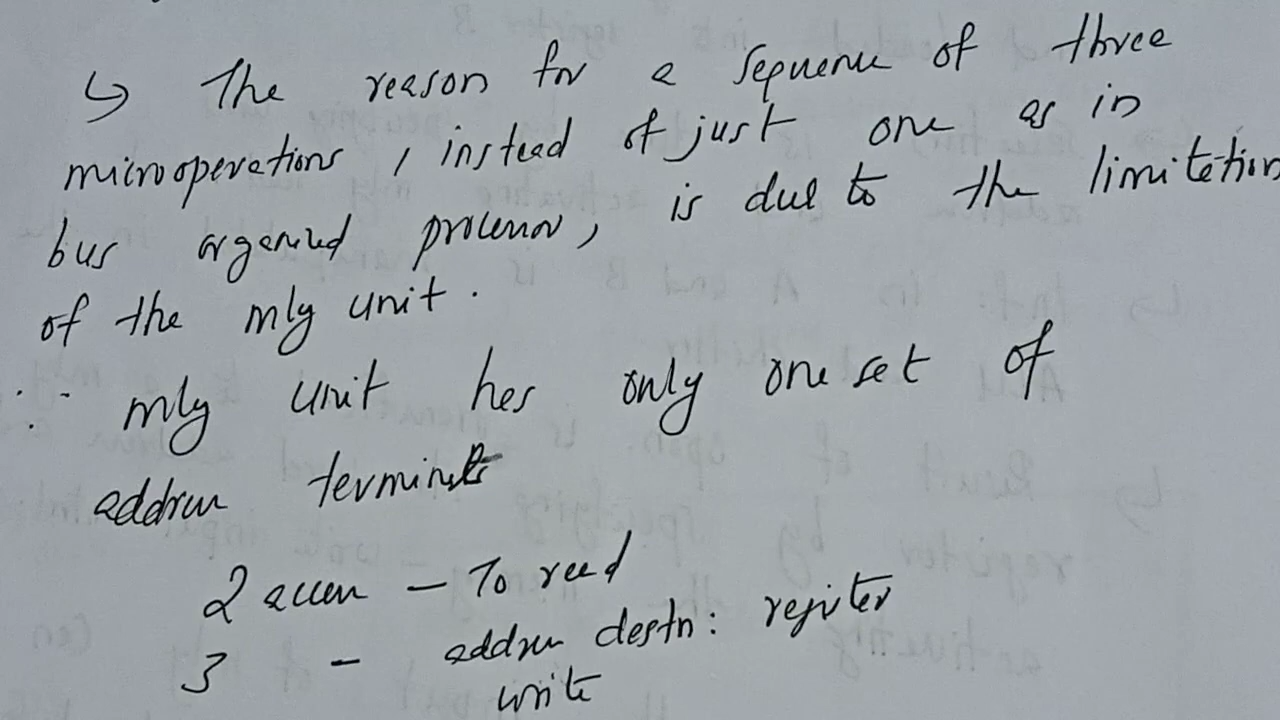 ↳ The reason for a sequence of three
microoperations, instead of just one as in
bus organized processor, is due to the limitation
of the mly unit.
∵ mly unit has only one set of
address terminals
2 access - To read
3 - address destn: register
write